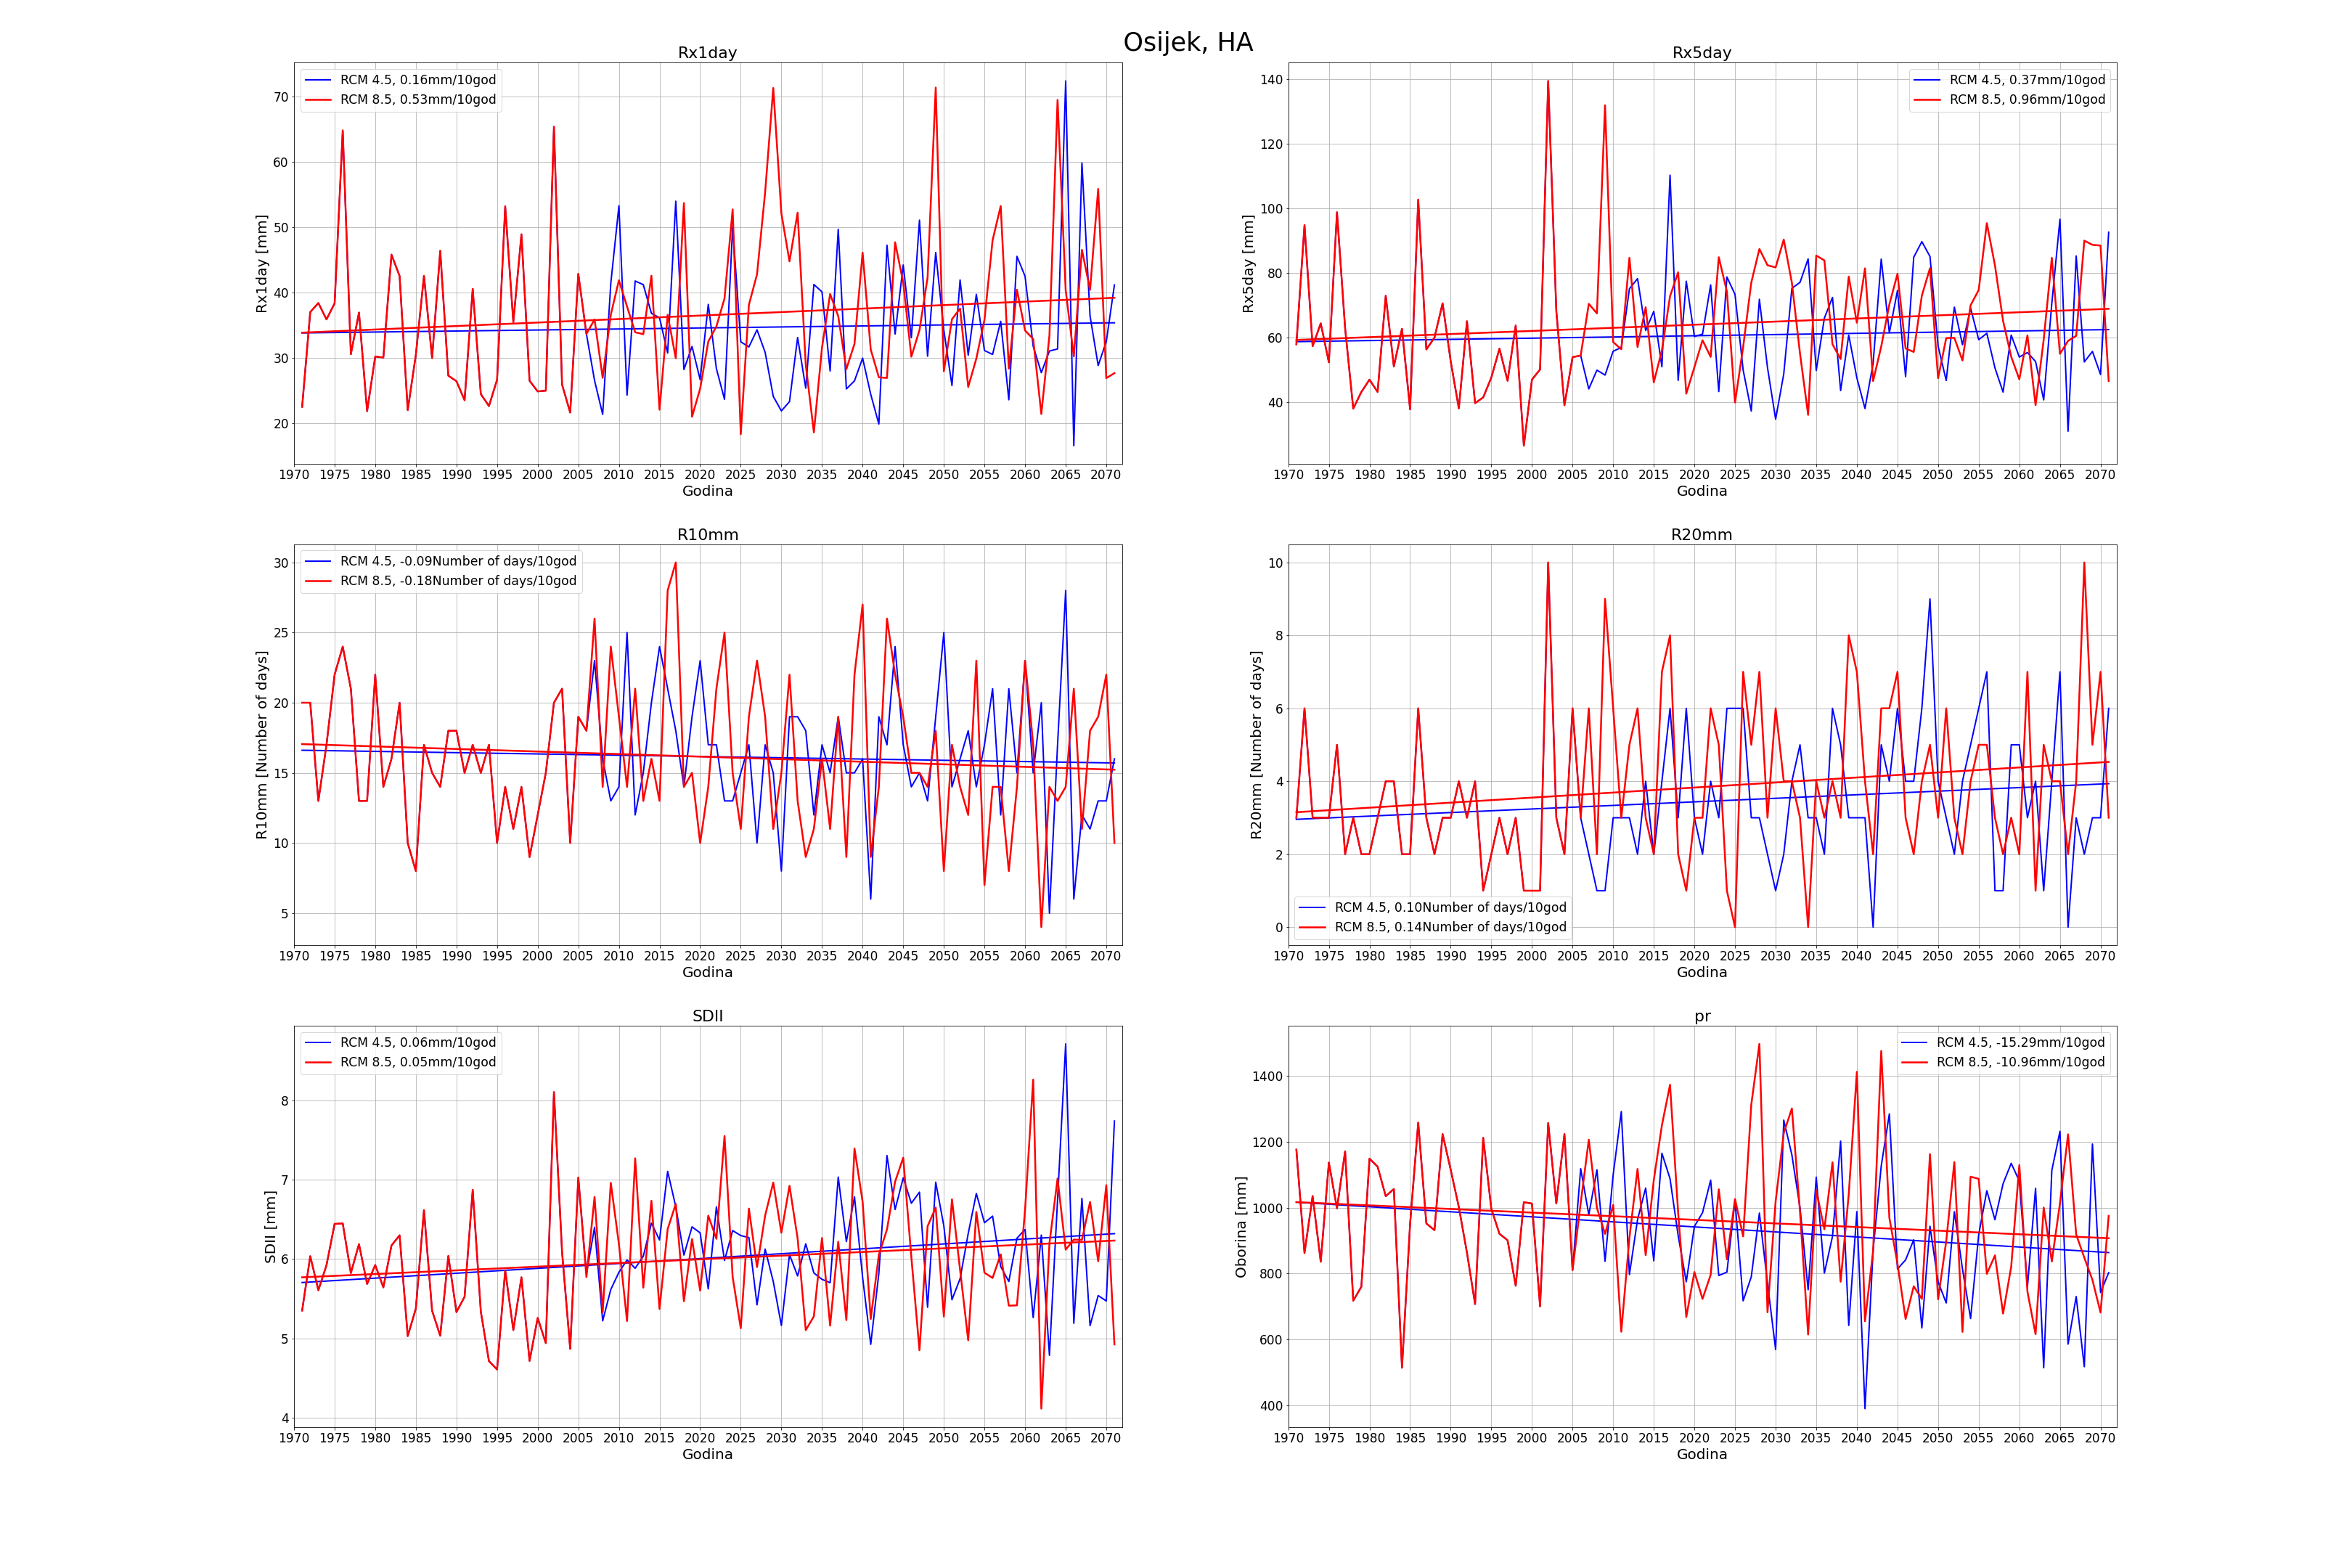 Osijek, HA
Rx1day
RCM 4.5, 0.16mm/10god
RCM 8.5, 0.53mm/10god
Rx1day [mm]
70
60
50
40
30
20
1970 1975 1980 1985 1990 1995 2000 2005 2010 2015 2020 2025 2030 2035 2040 2045 2050 2055 2060 2065 2070
Godina
Rx5day
RCM 4.5, 0.37mm/10god
RCM 8.5, 0.96mm/10god
Rx5day [mm]
140
120
100
80
60
40
1970 1975 1980 1985 1990 1995 2000 2005 2010 2015 2020 2025 2030 2035 2040 2045 2050 2055 2060 2065 2070
Godina
R10mm
RCM 4.5, -0.09Number of days/10god
RCM 8.5, -0.18Number of days/10god
R10mm [Number of days]
30
25
20
15
10
5
1970 1975 1980 1985 1990 1995 2000 2005 2010 2015 2020 2025 2030 2035 2040 2045 2050 2055 2060 2065 2070
Godina
R20mm
R20mm [Number of days]
10
8
6
4
2
0
RCM 4.5, 0.10Number of days/10god
RCM 8.5, 0.14Number of days/10god
1970 1975 1980 1985 1990 1995 2000 2005 2010 2015 2020 2025 2030 2035 2040 2045 2050 2055 2060 2065 2070
Godina
SDII
RCM 4.5, 0.06mm/10god
RCM 8.5, 0.05mm/10god
SDII [mm]
8
7
6
5
4
1970 1975 1980 1985 1990 1995 2000 2005 2010 2015 2020 2025 2030 2035 2040 2045 2050 2055 2060 2065 2070
Godina
pr
RCM 4.5, -15.29mm/10god
RCM 8.5, -10.96mm/10god
Oborina [mm]
1400
1200
1000
800
600
400
1970 1975 1980 1985 1990 1995 2000 2005 2010 2015 2020 2025 2030 2035 2040 2045 2050 2055 2060 2065 2070
Godina